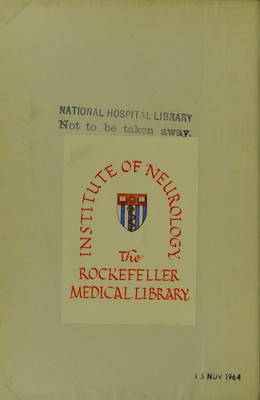 NATIONAL HOSPITAL LIBRARY
Not to be taken away.
INSTITUTE OF NEUROLOGY
The
ROCKEFELLER
MEDICAL LIBRARY
13 NOV 1964